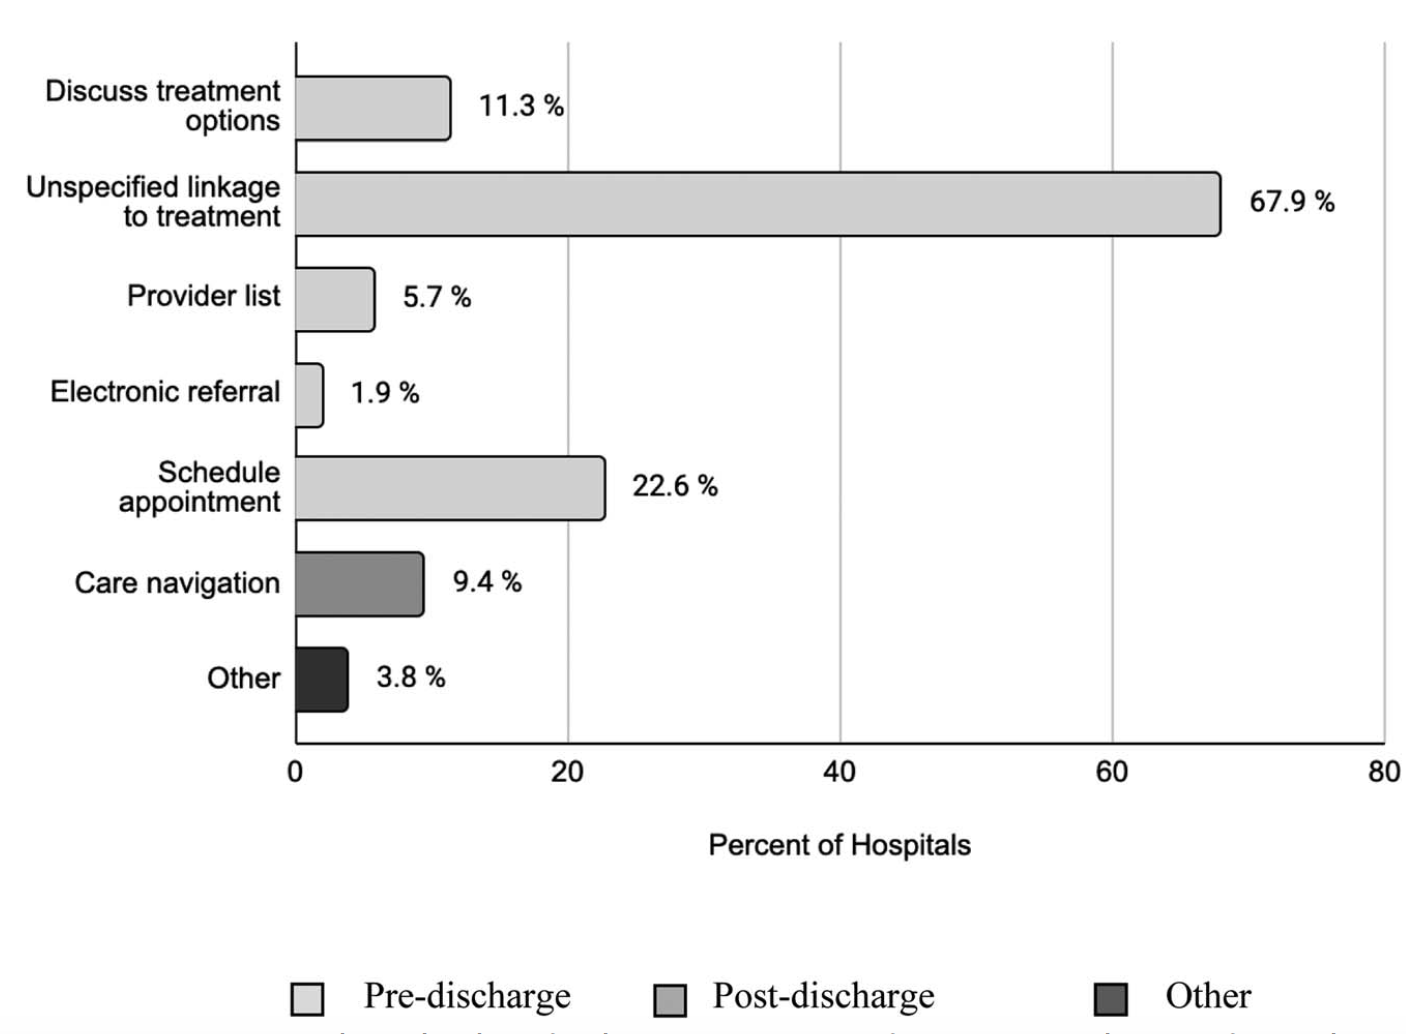 Discuss treatment
options
11.3 %
Unspecified linkage
to treatment
67.9 %
Provider list
5.7 %
Electronic referral
1.9 %
Schedule
appointment
22.6 %
Care navigation
9.4 %
Other
3.8 %
0 20 40 60 80
Percent of Hospitals
Pre-discharge Post-discharge Other